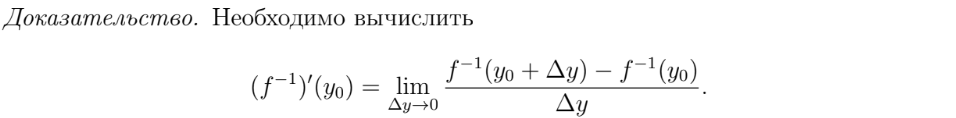 Доказательство. Необходимо вычислить
$$(f^{-1})'(y_0) = \lim_{\Delta y \to 0} \frac{f^{-1}(y_0 + \Delta y) - f^{-1}(y_0)}{\Delta y}.$$